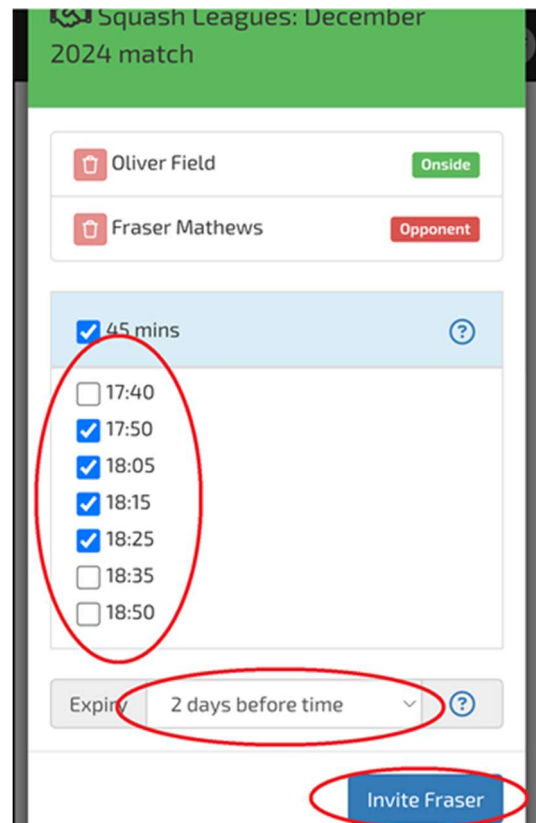 Squash Leagues: December
2024 match
Oliver Field Onside
Fraser Mathews Opponent
45 mins ?
17:40
17:50
18:05
18:15
18:25
18:35
18:50
Expiry 2 days before time ?
Invite Fraser